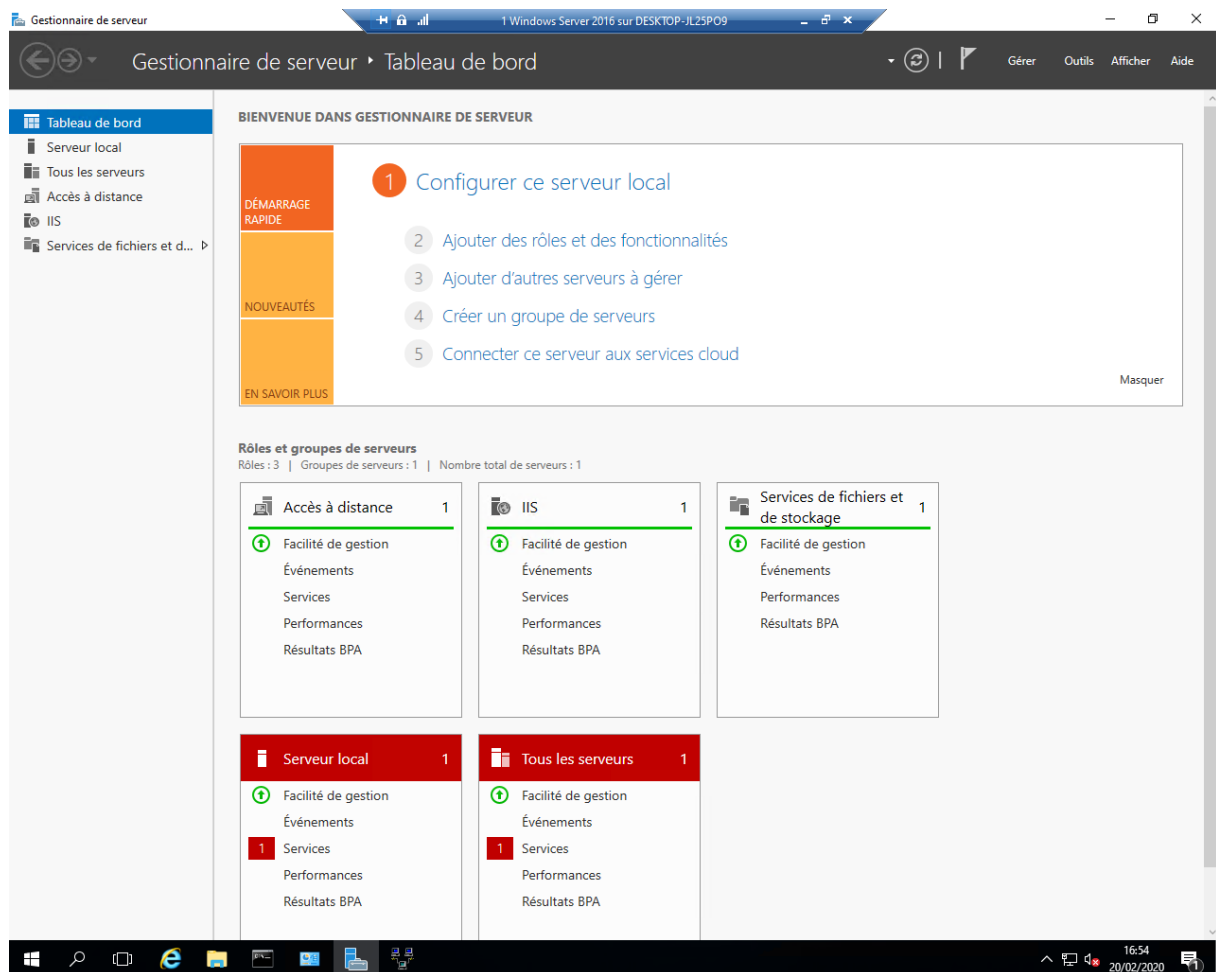 Gestionnaire de serveur
1 Windows Server 2016 sur DESKTOP-JL25PO9
Gestionnaire de serveur Tableau de bord
Gérer Outils Afficher Aide
Tableau de bord
Serveur local
Tous les serveurs
Accès à distance
IIS
Services de fichiers et d...
BIENVENUE DANS GESTIONNAIRE DE SERVEUR
DÉMARRAGE
RAPIDE
NOUVEAUTÉS
EN SAVOIR PLUS
1 Configurer ce serveur local
2 Ajouter des rôles et des fonctionnalités
3 Ajouter d'autres serveurs à gérer
4 Créer un groupe de serveurs
5 Connecter ce serveur aux services cloud
Masquer
Rôles et groupes de serveurs
Rôles : 3 | Groupes de serveurs : 1 | Nombre total de serveurs : 1
Accès à distance 1
Facilité de gestion
Événements
Services
Performances
Résultats BPA
IIS 1
Facilité de gestion
Événements
Services
Performances
Résultats BPA
Services de fichiers et
de stockage 1
Facilité de gestion
Événements
Performances
Résultats BPA
Serveur local 1
Facilité de gestion
Événements
1 Services
Performances
Résultats BPA
Tous les serveurs 1
Facilité de gestion
Événements
1 Services
Performances
Résultats BPA
16:54
20/02/2020
1